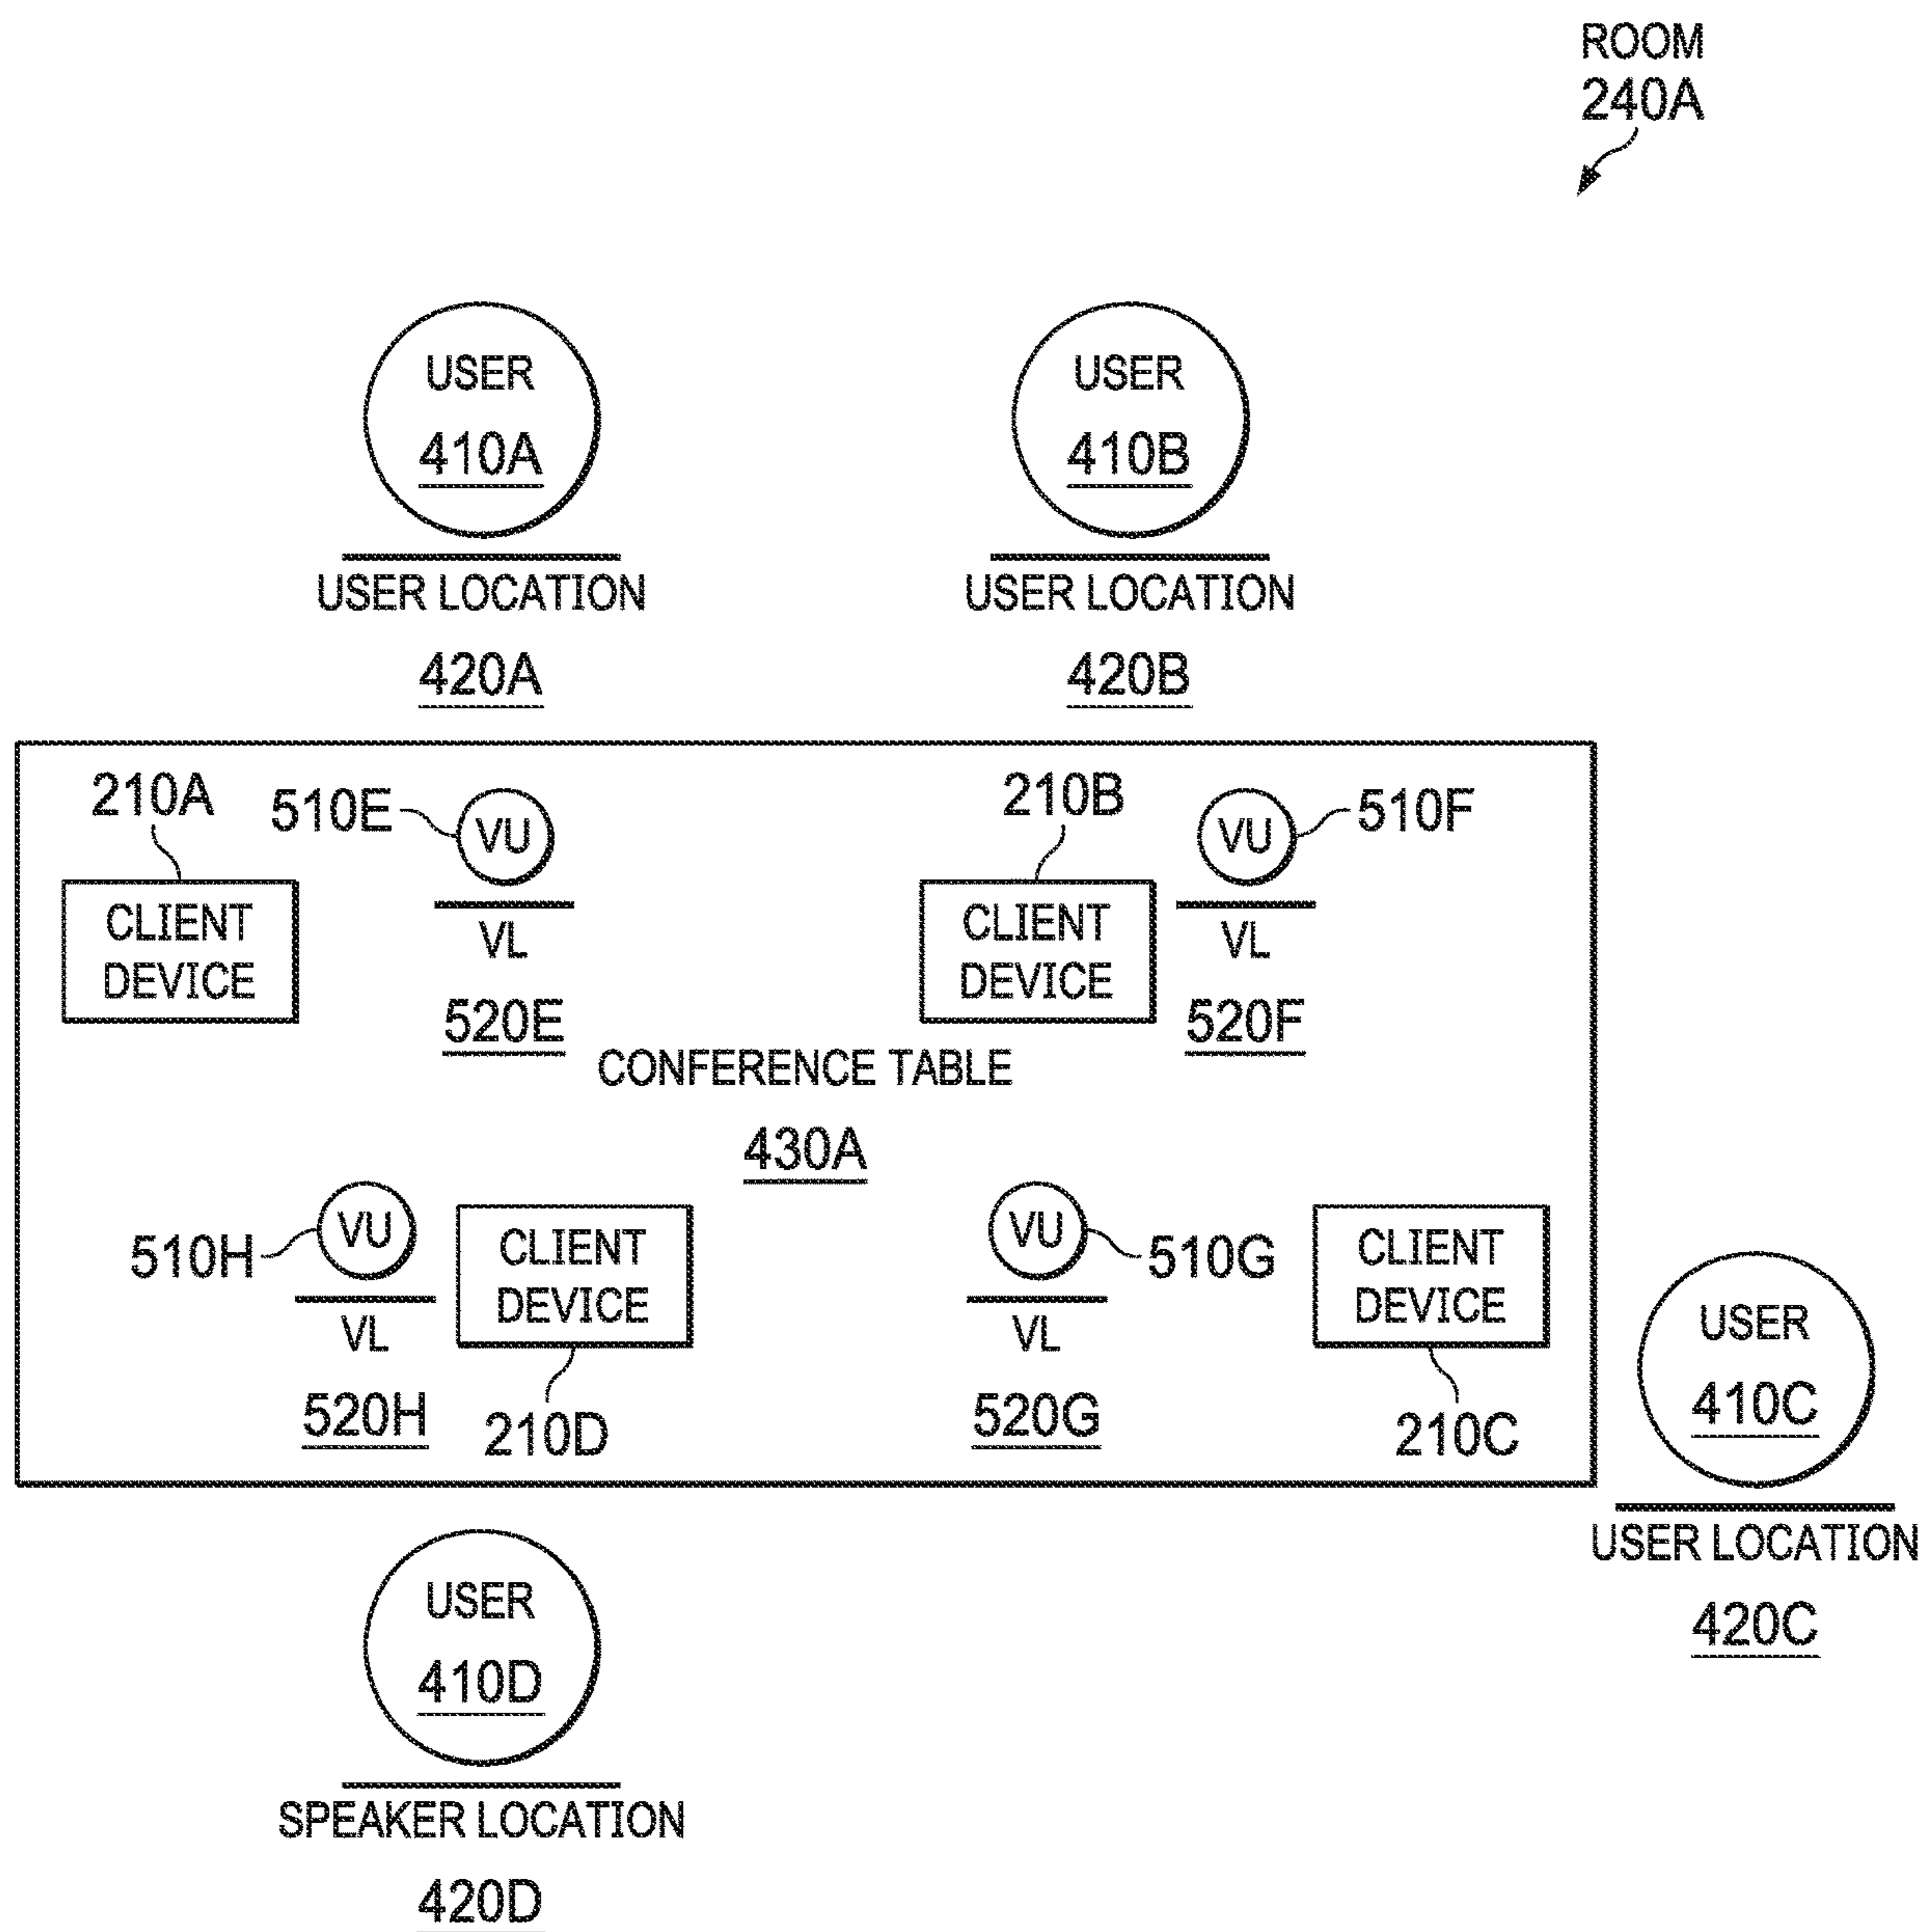 ROOM
240A
USER
410A
USER
410B
USER LOCATION
420A
USER LOCATION
420B
210A
510E
VU
210B
VU
510F
CLIENT
DEVICE
VL
520E
CLIENT
DEVICE
VL
520F
CONFERENCE TABLE
430A
510H
VU
CLIENT
DEVICE
VU
510G
CLIENT
DEVICE
VL
520H
210D
VL
520G
210C
USER
410C
USER LOCATION
420C
USER
410D
SPEAKER LOCATION
420D